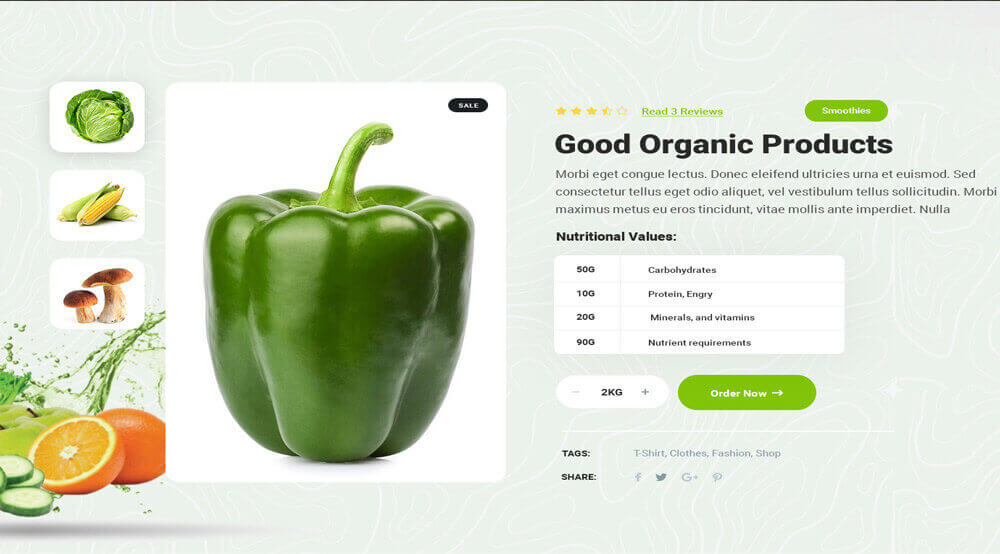 SALE
Read 3 Reviews
Smoothies
Good Organic Products
Morbi eget congue lectus. Donec eleifend ultricies urna et euismod. Sed
consectetur tellus eget odio aliquet, vel vestibulum tellus sollicitudin. Morbi
maximus metus eu eros tincidunt, vitae mollis ante imperdiet. Nulla
Nutritional Values:
50G Carbohydrates
10G Protein, Engry
20G Minerals, and vitamins
90G Nutrient requirements
− 2KG +
Order Now →
TAGS: T-Shirt, Clothes, Fashion, Shop
SHARE: